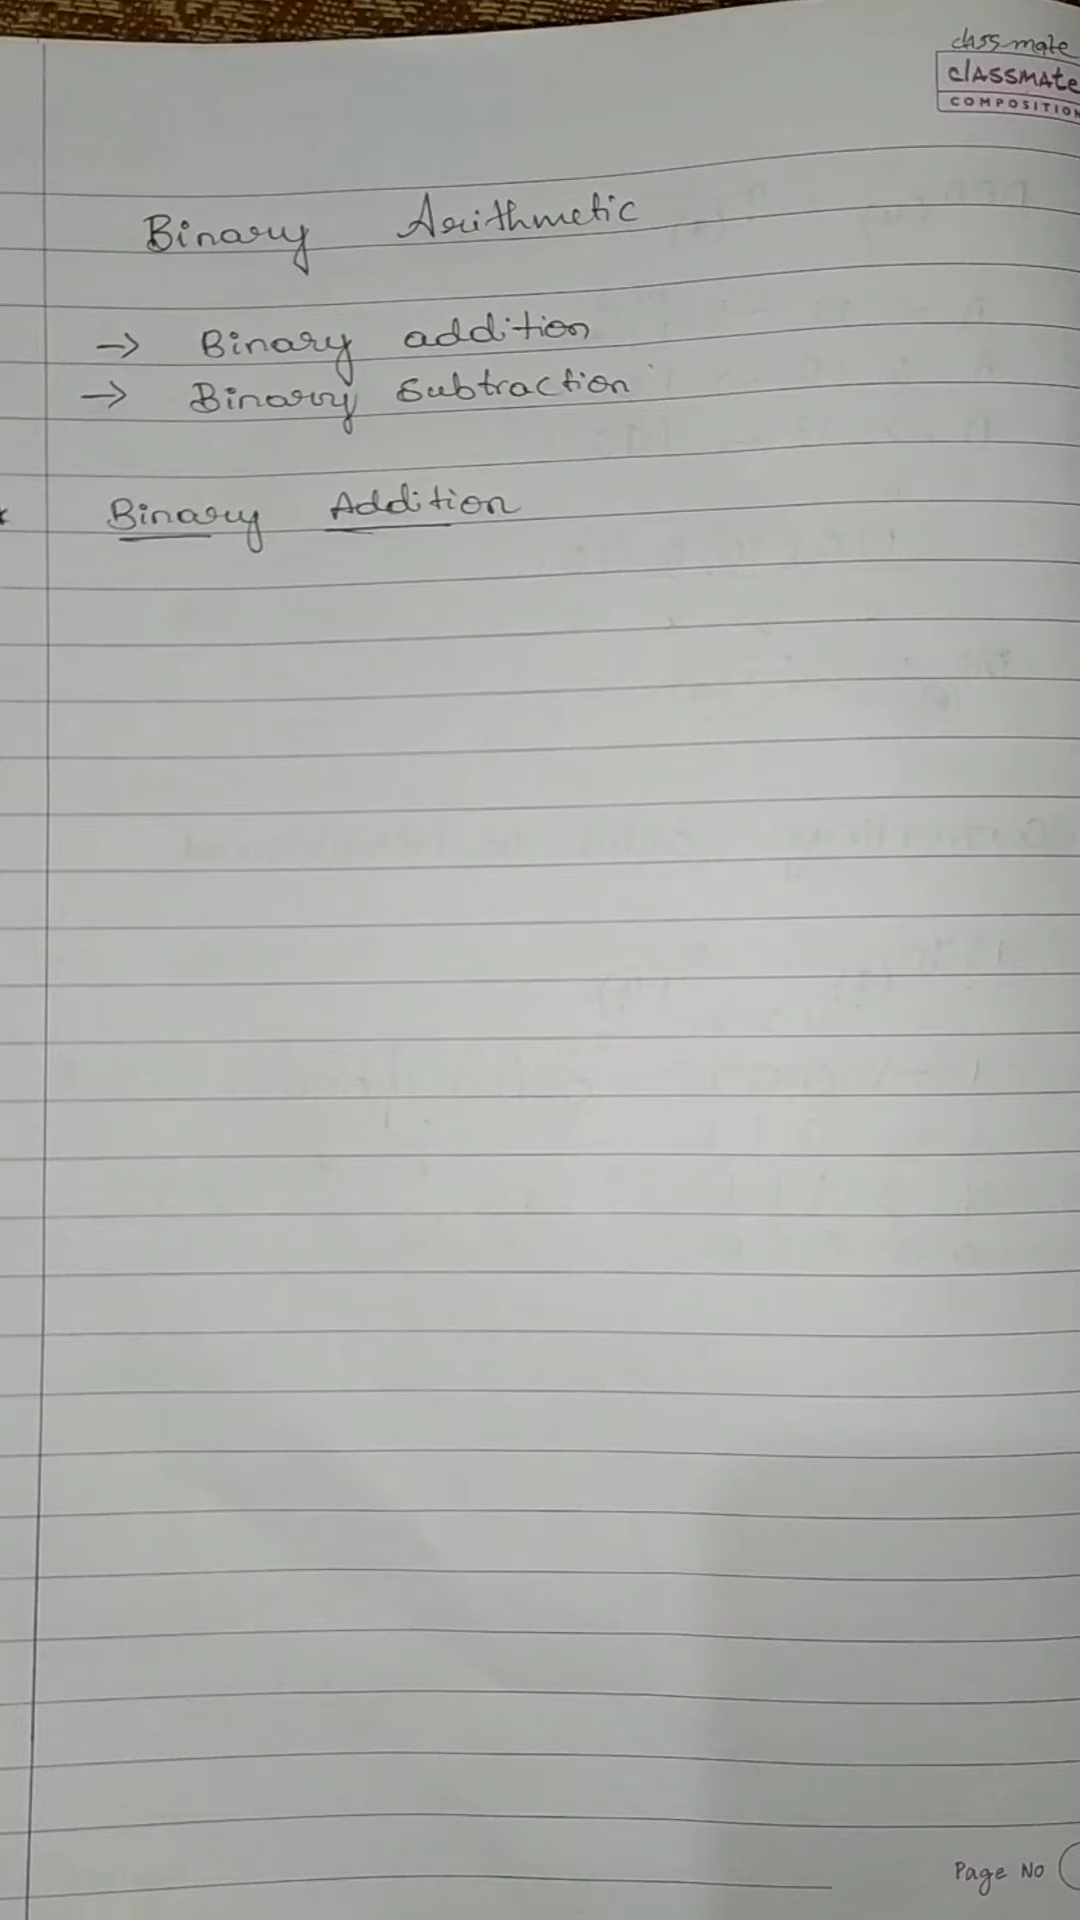 classmate
CLASSMATE
COMPOSITION
Binary Arithmetic
→ Binary addition
→ Binary Subtraction
Binary Addition
Page No